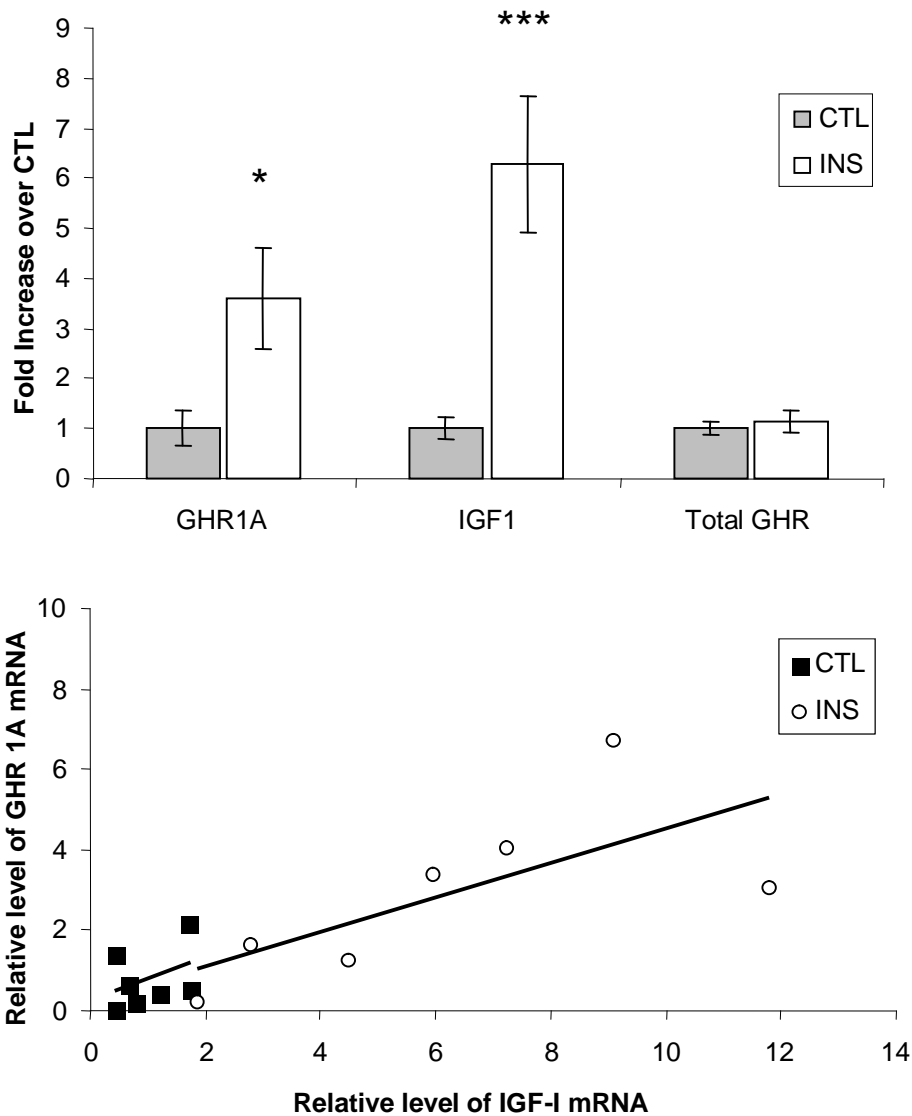 Fold Increase over CTL
9
8
7
6
5
4
3
2
1
0
*
***
CTL
INS
GHR1A IGF1 Total GHR
Relative level of GHR 1A mRNA
10
8
6
4
2
0
CTL
INS
0 2 4 6 8 10 12 14
Relative level of IGF-I mRNA